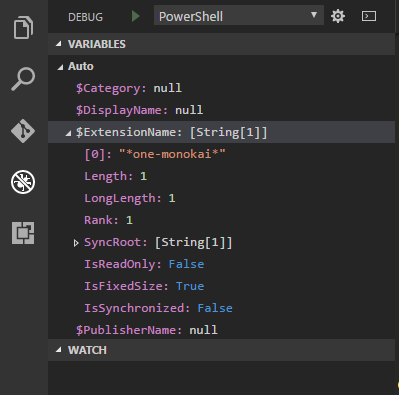 DEBUG PowerShell
VARIABLES
Auto
$Category: null
$DisplayName: null
$ExtensionName: [String[1]]
[0]: "*one-monokai*"
Length: 1
LongLength: 1
Rank: 1
SyncRoot: [String[1]]
IsReadOnly: False
IsFixedSize: True
IsSynchronized: False
$PublisherName: null
WATCH